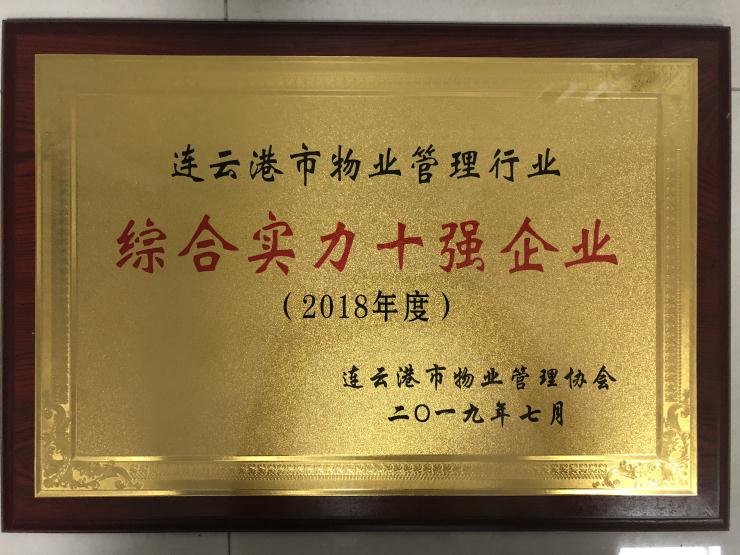 连云港市物业管理行业
综合实力十强企业
（2018年度）
连云港市物业管理协会
二〇一九年七月